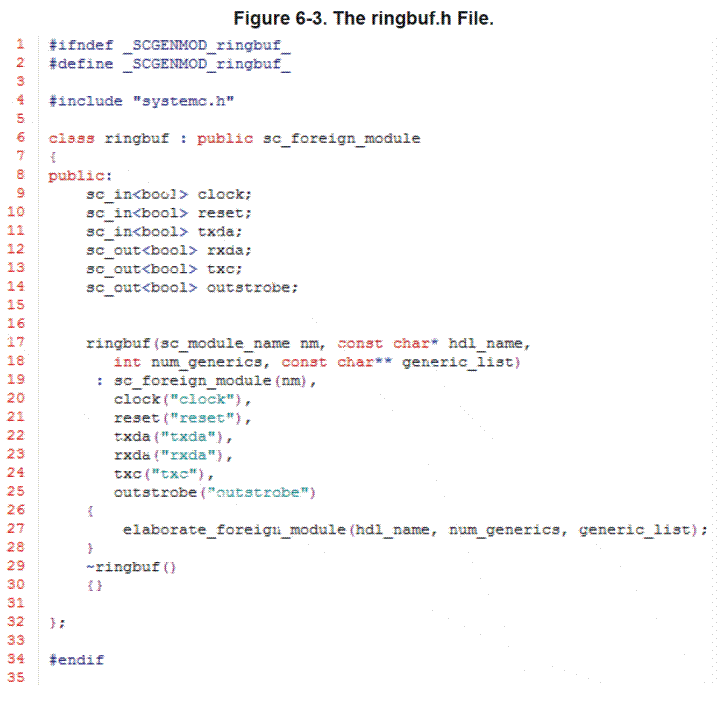 Figure 6-3. The ringbuf.h File.
1 #ifndef _SCGENMOD_ringbuf_
2 #define _SCGENMOD_ringbuf_
3
4 #include "systemc.h"
5
6 class ringbuf : public sc_foreign_module
7 {
8 public:
9 sc_in<bool> clock;
10 sc_in<bool> reset;
11 sc_in<bool> txda;
12 sc_out<bool> rxda;
13 sc_out<bool> txc;
14 sc_out<bool> outstrobe;
15
16
17 ringbuf(sc_module_name nm, const char* hdl_name,
18 int num_generics, const char** generic_list)
19 : sc_foreign_module(nm),
20 clock("clock"),
21 reset("reset"),
22 txda("txda"),
23 rxda("rxda"),
24 txc("txc"),
25 outstrobe("outstrobe")
26 {
27 elaborate_foreign_module(hdl_name, num_generics, generic_list);
28 }
29 ~ringbuf()
30 {}
31
32 };
33
34 #endif
35